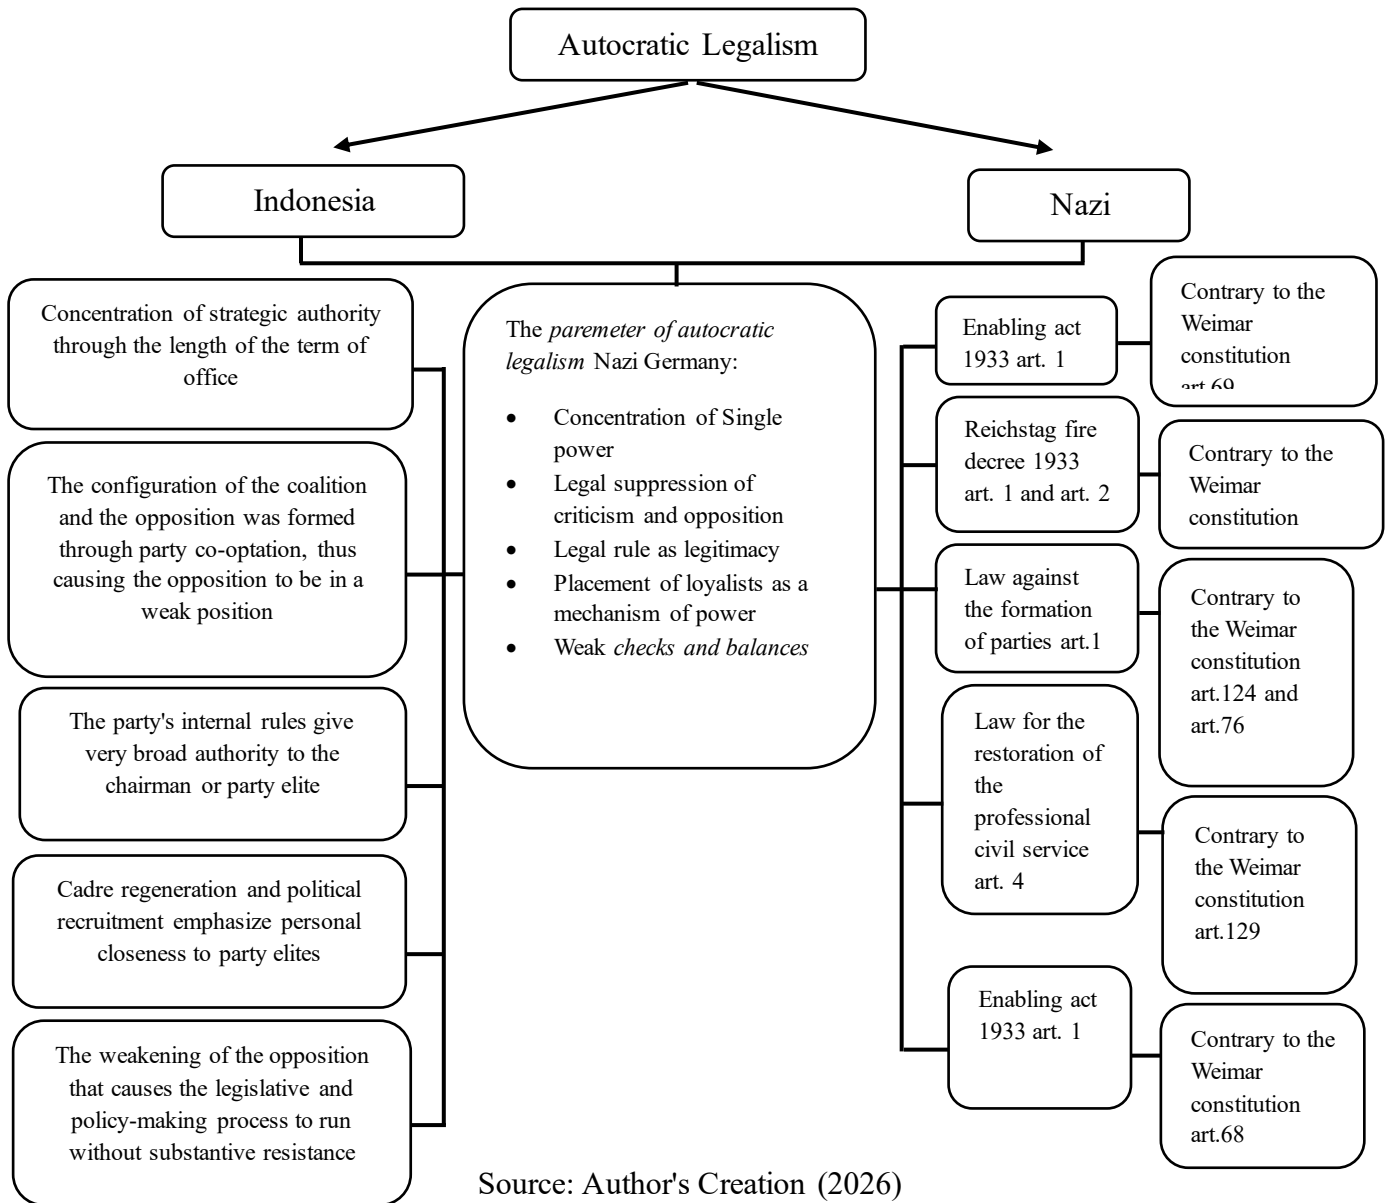 Autocratic Legalism
Indonesia
Nazi
Concentration of strategic authority
through the length of the term of
office
The configuration of the coalition
and the opposition was formed
through party co-optation, thus
causing the opposition to be in a
weak position
The party's internal rules give
very broad authority to the
chairman or party elite
Cadre regeneration and political
recruitment emphasize personal
closeness to party elites
The weakening of the opposition
that causes the legislative and
policy-making process to run
without substantive resistance
The paremeter of autocratic
legalism Nazi Germany:
• Concentration of Single
power
• Legal suppression of
criticism and opposition
• Legal rule as legitimacy
• Placement of loyalists as a
mechanism of power
• Weak checks and balances
Enabling act
1933 art. 1
Contrary to the
Weimar
constitution
art.69
Reichstag fire
decree 1933
art. 1 and art. 2
Contrary to the
Weimar
constitution
Law against
the formation
of parties art.1
Contrary to
the Weimar
constitution
art.124 and
art.76
Law for the
restoration of
the
professional
civil service
art. 4
Contrary to
the Weimar
constitution
art.129
Enabling act
1933 art. 1
Contrary to the
Weimar
constitution
art.68
Source: Author's Creation (2026)